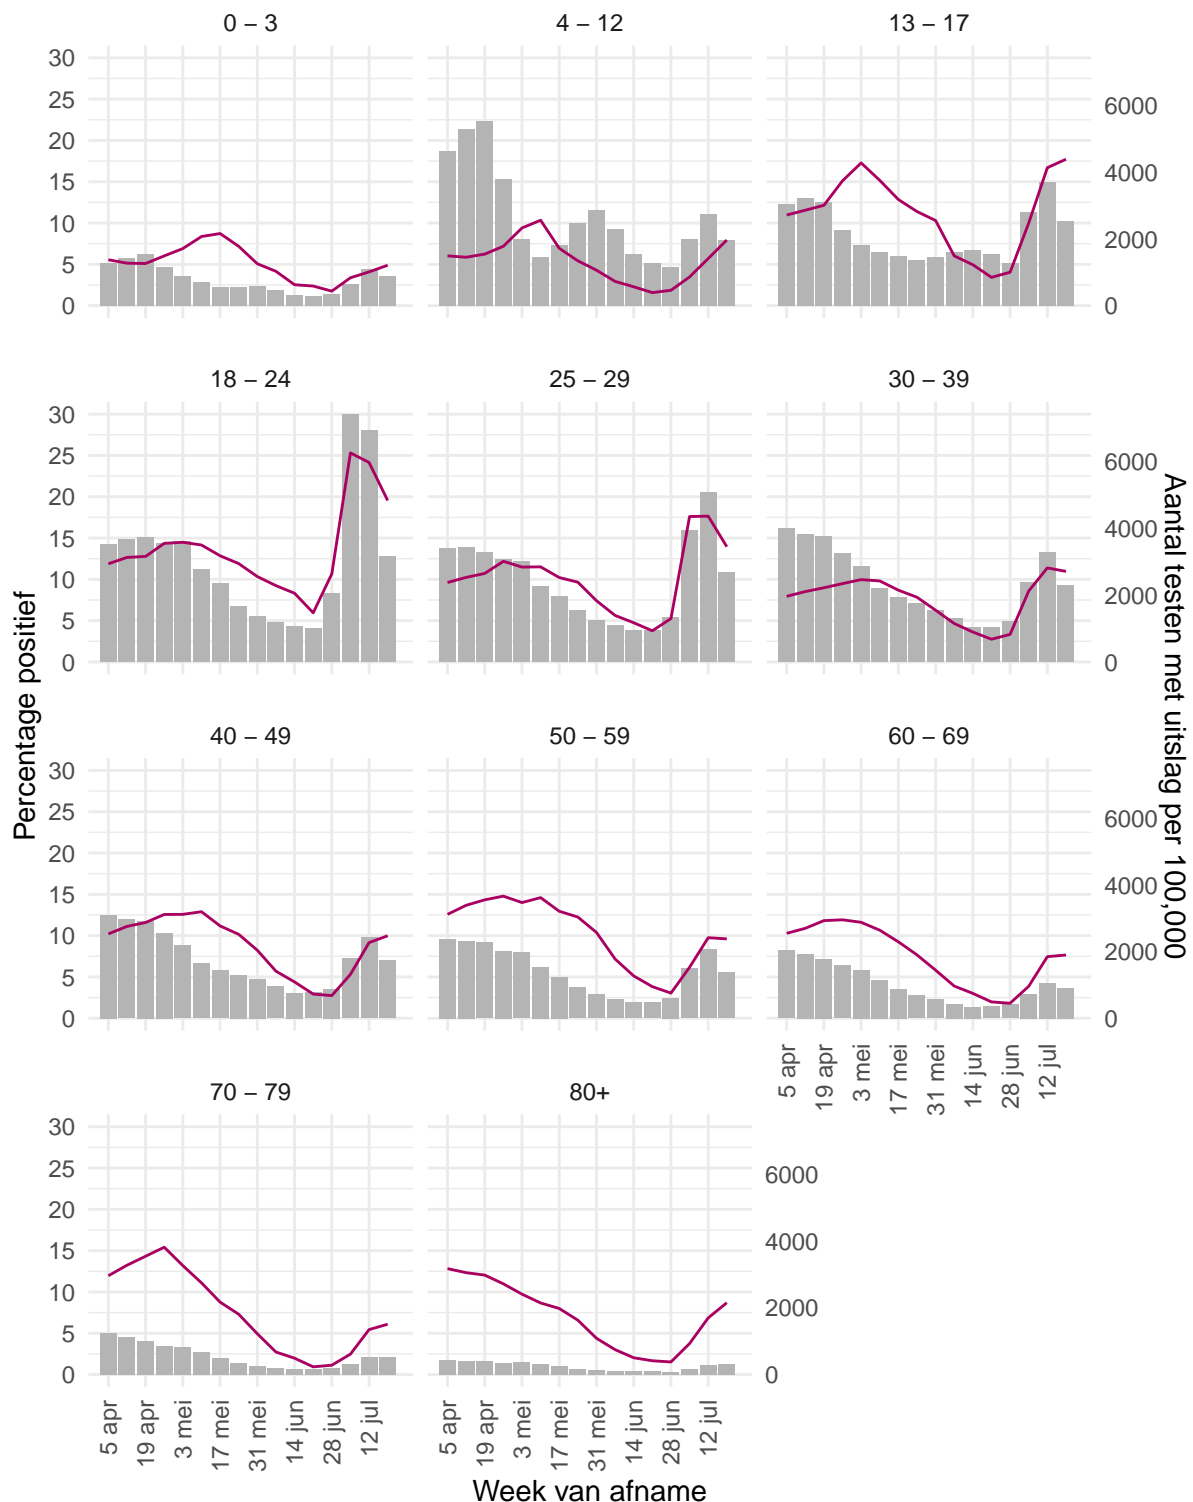 0 – 3
4 – 12
13 – 17
30
25
20
15
10
5
0
6000
4000
2000
0
18 – 24
25 – 29
30 – 39
30
25
20
15
10
5
0
6000
4000
2000
0
40 – 49
50 – 59
60 – 69
30
25
20
15
10
5
0
6000
4000
2000
0
5 apr
19 apr
3 mei
17 mei
31 mei
14 jun
28 jun
12 jul
70 – 79
80+
30
25
20
15
10
5
0
6000
4000
2000
0
5 apr
19 apr
3 mei
17 mei
31 mei
14 jun
28 jun
12 jul
5 apr
19 apr
3 mei
17 mei
31 mei
14 jun
28 jun
12 jul
Week van afname
Percentage positief
Aantal testen met uitslag per 100,000